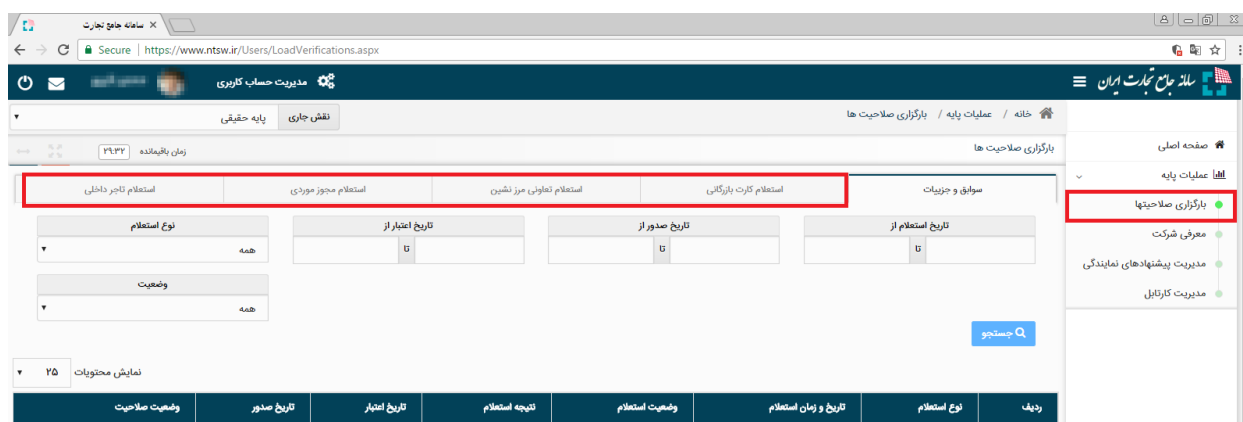 سامانه جامع تجارت
Secure | https://www.ntsw.ir/Users/LoadVerifications.aspx
سامانه جامع تجارت ایران
مدیریت حساب کاربری
خانه / عملیات پایه / بارگزاری صلاحیت ها
نقش جاری پایه حقیقی
صفحه اصلی
عملیات پایه
بارگزاری صلاحیتها
معرفی شرکت
مدیریت پیشنهادهای نمایندگی
مدیریت کارتابل
بارگزاری صلاحیت ها
زمان باقیمانده ۲۹:۳۲
سوابق و جزییات استعلام کارت بازرگانی استعلام تعاونی مرز نشین استعلام مجوز موردی استعلام تاجر داخلی
تاریخ استعلام از تاریخ صدور از تاریخ اعتبار از نوع استعلام
تا تا تا همه
وضعیت
همه
جستجو
نمایش محتویات ۲۵
ردیف نوع استعلام تاریخ و زمان استعلام وضعیت استعلام نتیجه استعلام تاریخ اعتبار تاریخ صدور وضعیت صلاحیت